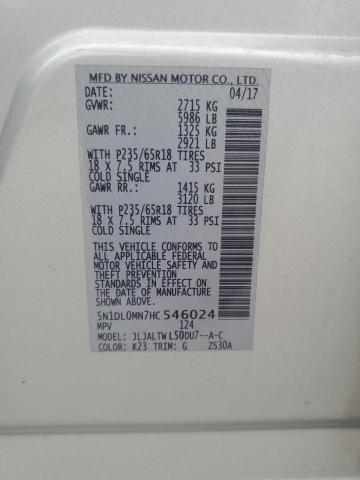 MFD BY NISSAN MOTOR CO., LTD.
DATE: 04/17
GVWR: 2715 KG
5986 LB
GAWR FR.: 1325 KG
2921 LB
WITH P235/65R18 TIRES
18 X 7.5 RIMS AT 33 PSI
COLD SINGLE
GAWR RR.: 1415 KG
3120 LB
WITH P235/65R18 TIRES
18 X 7.5 RIMS AT 33 PSI
COLD SINGLE
THIS VEHICLE CONFORMS TO
ALL APPLICABLE FEDERAL
MOTOR VEHICLE SAFETY
AND THEFT PREVENTION
STANDARDS IN EFFECT ON
THE DATE OF MANUFACTURE
SHOWN ABOVE.
5N1DL0MN7HC546024
MPV 124
MODEL: JLJALTWL50DU7--A-C
COLOR: K23 TRIM: G ZS30A